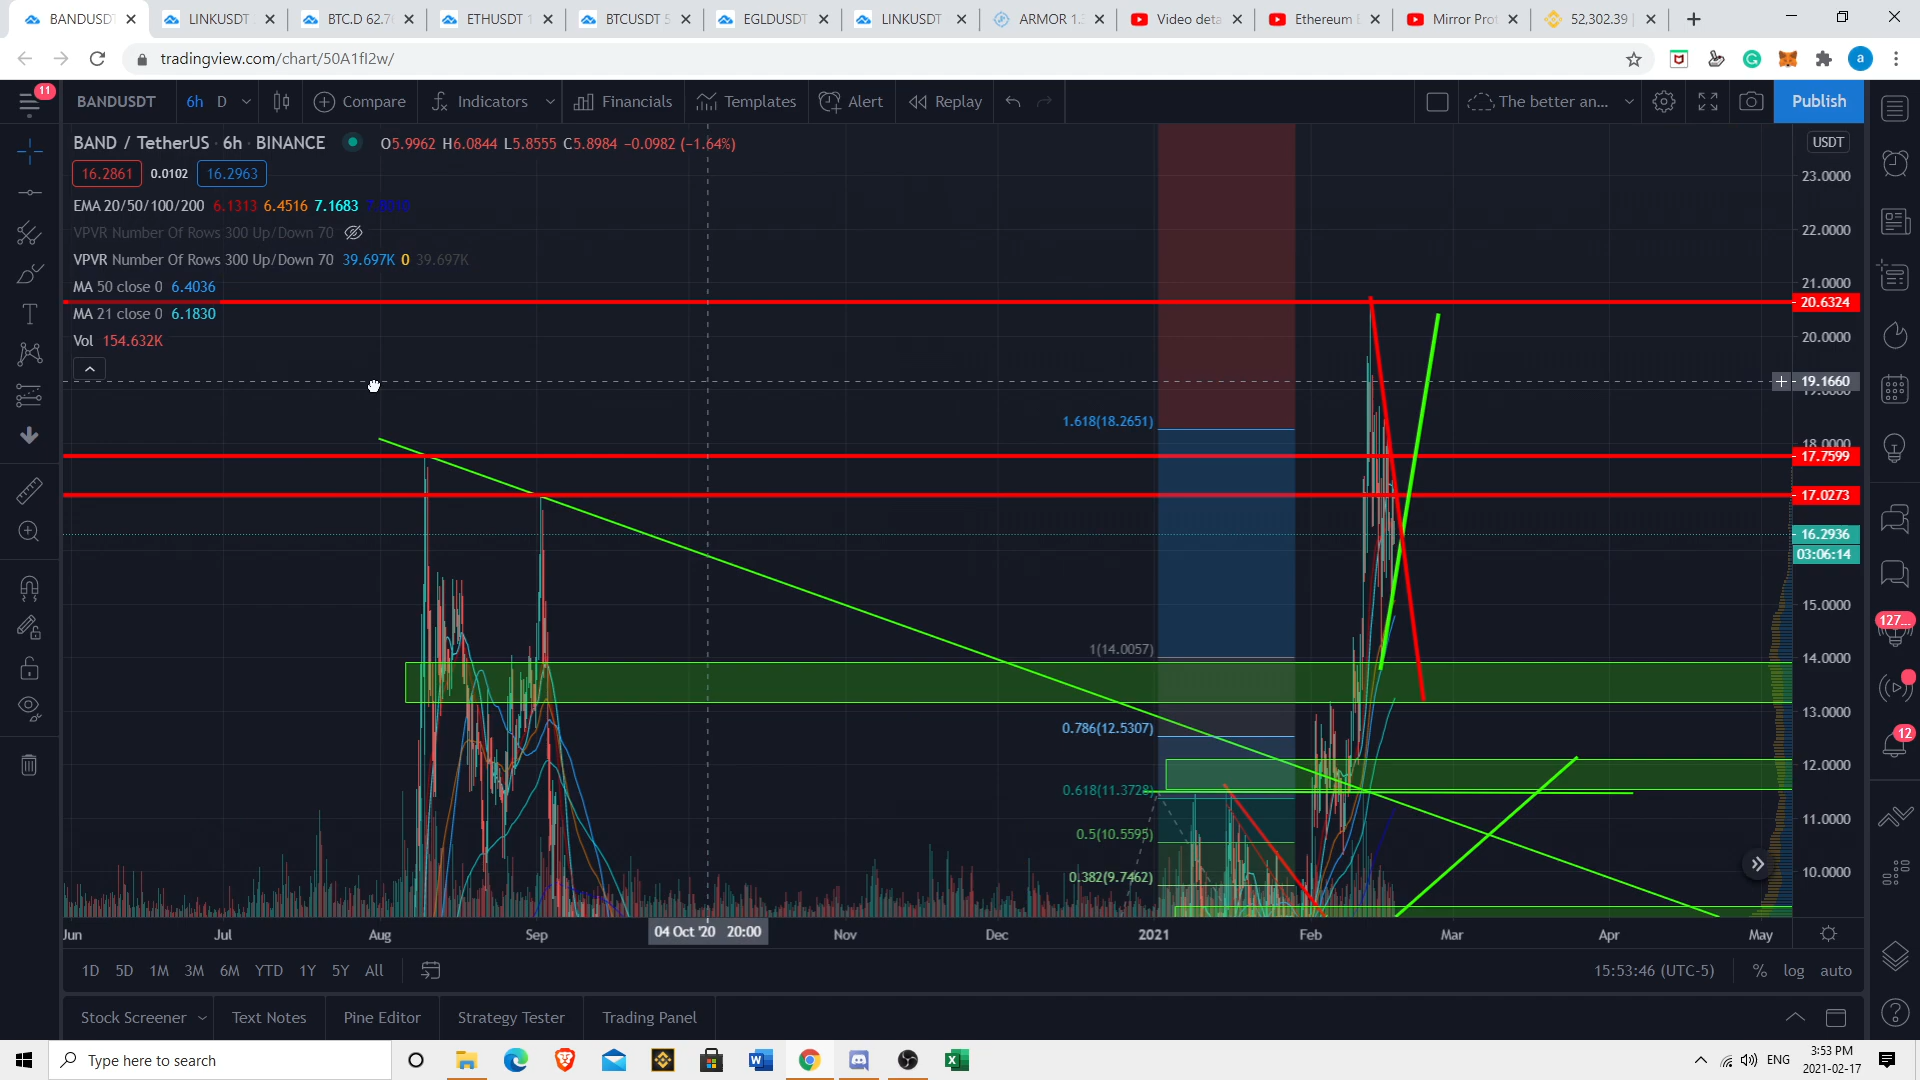 BANDUSDT LINKUSDT BTC.D 62.7 ETHUSDT 1 BTCUSDT 5 EGLDUSDT LINKUSDT ARMOR 1. Video deta Ethereum Mirror Prot 52,302.39
tradingview.com/chart/50A1fI2w/ a
11 BANDUSDT 6h D Compare Indicators Financials Templates Alert Replay The better an... Publish
BAND / TetherUS · 6h · BINANCE O5.9962 H6.0844 L5.8555 C5.8984 −0.0982 (−1.64%) USDT
16.2861 0.0102 16.2963
23.0000
EMA 20/50/100/200 6.1313 6.4516 7.1683
VPVR Number Of Rows 300 Up/Down 70
22.0000
VPVR Number Of Rows 300 Up/Down 70 39.697K 0 39.697K
MA 50 close 0 6.4036
21.0000
20.6324
MA 21 close 0 6.1830
Vol 154.632K
20.0000
19.1660
1.618(18.2651)
18.0000
17.7599
17.0273
16.2936
03:06:14
15.0000
127...
1(14.0057)
14.0000
13.0000
0.786(12.5307)
12
12.0000
0.618(11.3728)
11.0000
0.5(10.5595)
0.382(9.7462)
10.0000
Jun Jul Aug Sep 04 Oct '20 20:00 Nov Dec 2021 Feb Mar Apr May
1D 5D 1M 3M 6M YTD 1Y 5Y All 15:53:46 (UTC-5) % log auto
Stock Screener Text Notes Pine Editor Strategy Tester Trading Panel
Type here to search ENG 3:53 PM
2021-02-17